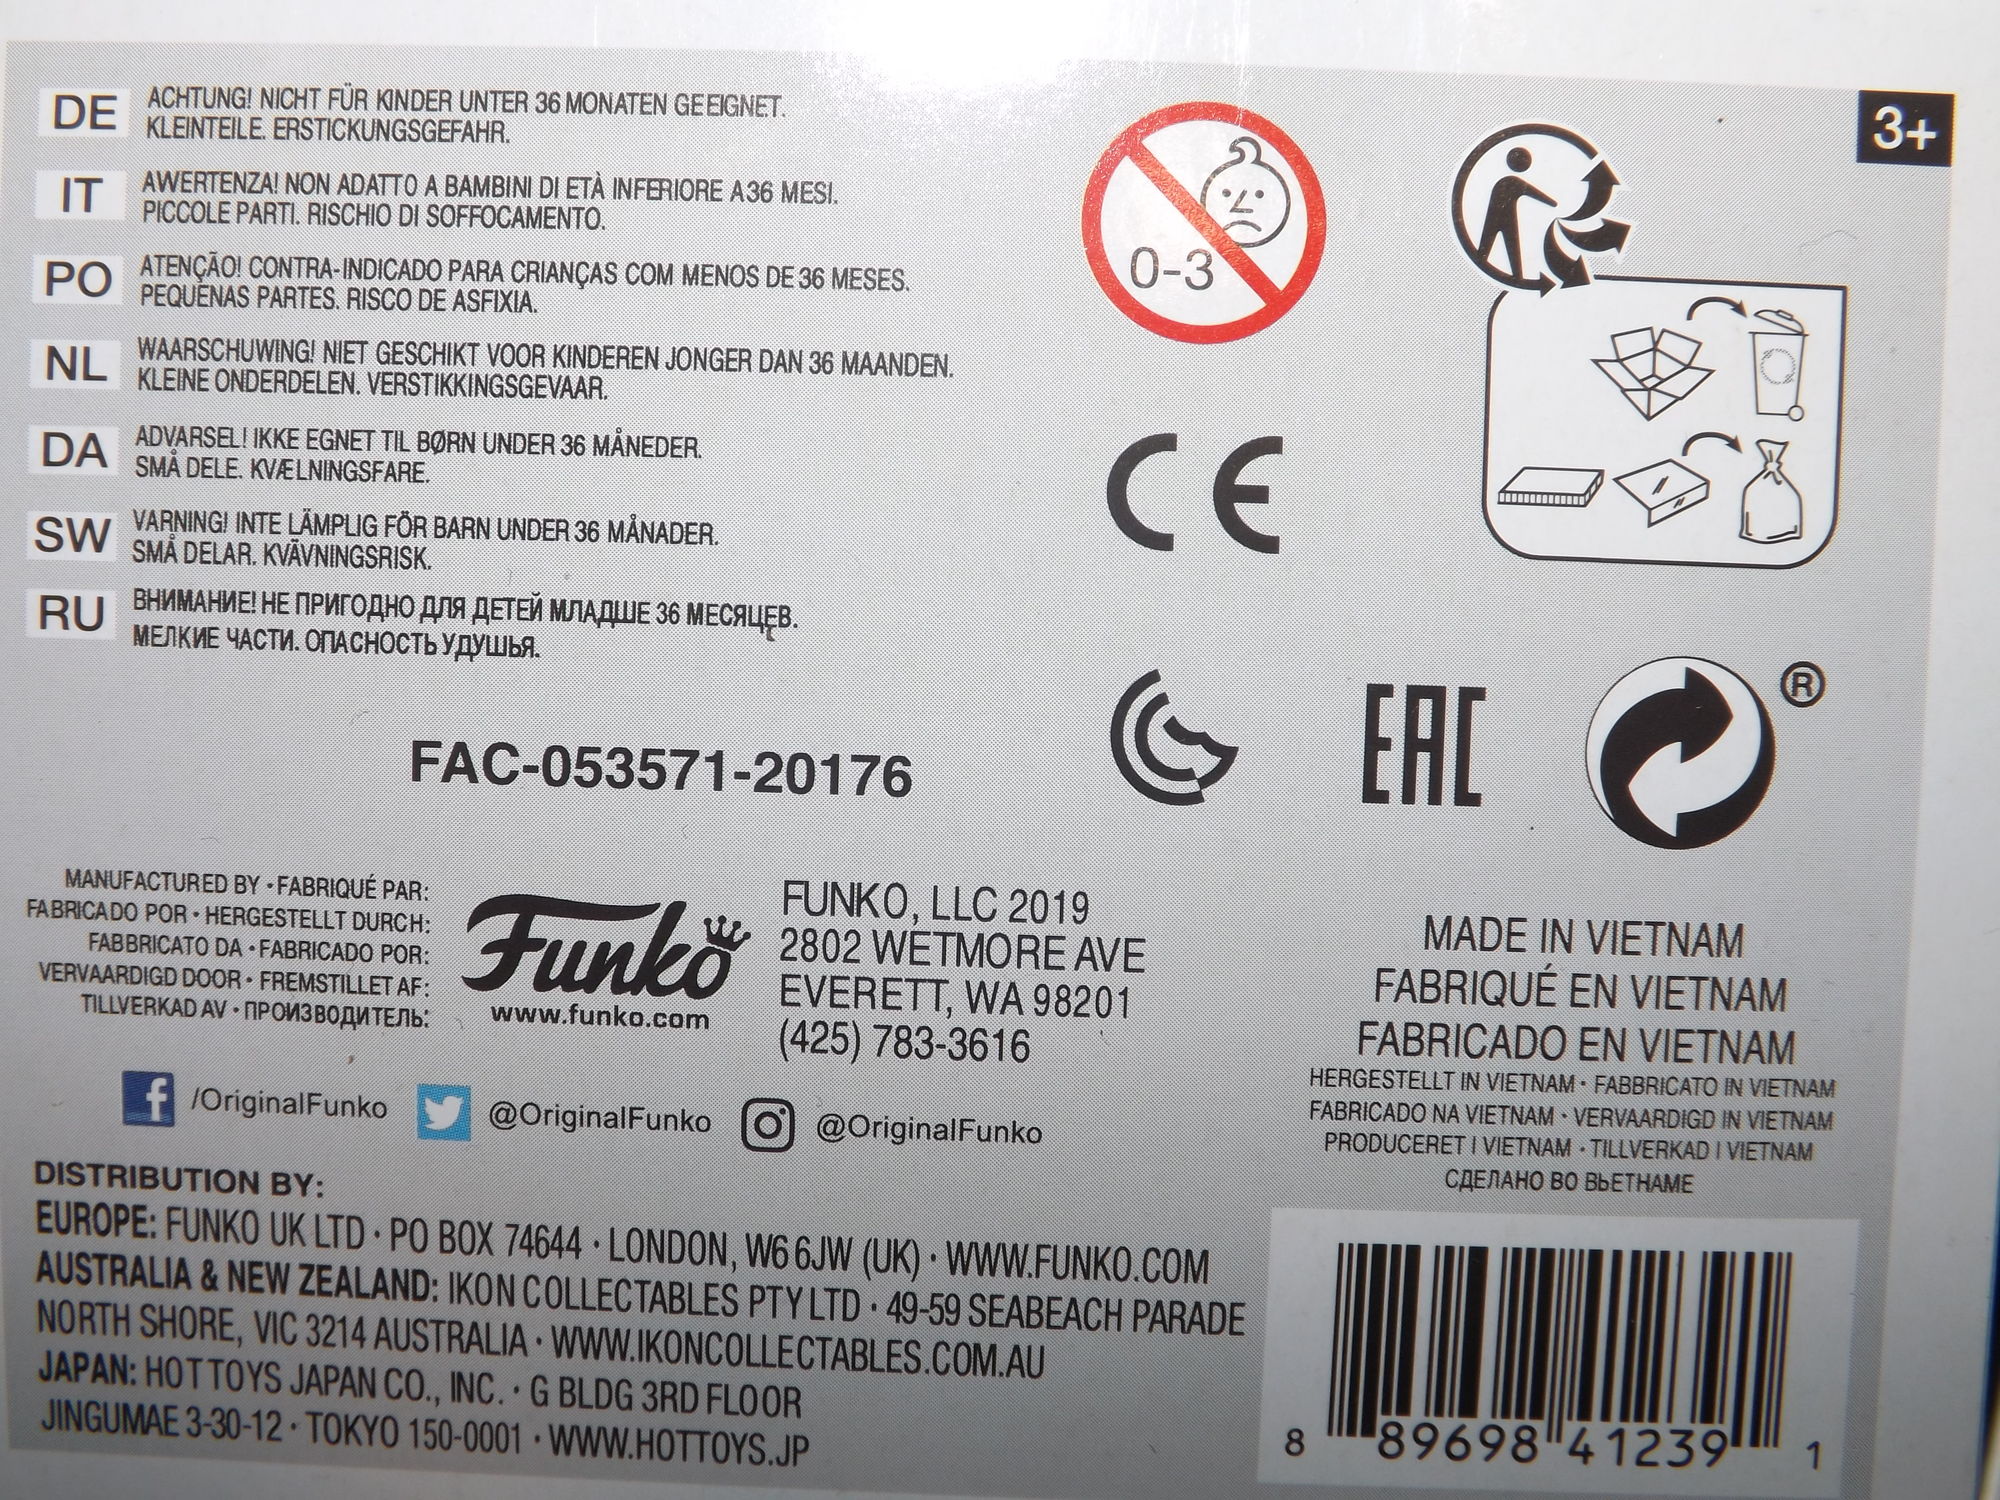 DE ACHTUNG! NICHT FÜR KINDER UNTER 36 MONATEN GEEIGNET.
KLEINTEILE. ERSTICKUNGSGEFAHR.
IT AWERTENZA! NON ADATTO A BAMBINI DI ETÀ INFERIORE A 36 MESI.
PICCOLE PARTI. RISCHIO DI SOFFOCAMENTO.
PO ATENÇÃO! CONTRA-INDICADO PARA CRIANÇAS COM MENOS DE 36 MESES.
PEQUENAS PARTES. RISCO DE ASFIXIA.
NL WAARSCHUWING! NIET GESCHIKT VOOR KINDEREN JONGER DAN 36 MAANDEN.
KLEINE ONDERDELEN. VERSTIKKINGSGEVAAR.
DA ADVARSEL! IKKE EGNET TIL BØRN UNDER 36 MÅNEDER.
SMÅ DELE. KVÆLNINGSFARE.
SW VARNING! INTE LÄMPLIG FÖR BARN UNDER 36 MÅNADER.
SMÅ DELAR. KVÄVNINGSRISK.
RU ВНИМАНИЕ! НЕ ПРИГОДНО ДЛЯ ДЕТЕЙ МЛАДШЕ 36 МЕСЯЦЕВ.
МЕЛКИЕ ЧАСТИ. ОПАСНОСТЬ УДУШЬЯ.
0-3
3+
CE
EAC
®
FAC-053571-20176
MANUFACTURED BY • FABRIQUÉ PAR:
FABRICADO POR • HERGESTELLT DURCH:
FABBRICATO DA • FABRICADO POR:
VERVAARDIGD DOOR • FREMSTILLET AF:
TILLVERKAD AV • ПРОИЗВОДИТЕЛЬ:
Funko
www.funko.com
FUNKO, LLC 2019
2802 WETMORE AVE
EVERETT, WA 98201
(425) 783-3616
MADE IN VIETNAM
FABRIQUÉ EN VIETNAM
FABRICADO EN VIETNAM
HERGESTELLT IN VIETNAM • FABBRICATO IN VIETNAM
FABRICADO NA VIETNAM • VERVAARDIGD IN VIETNAM
PRODUCERET I VIETNAM • TILLVERKAD I VIETNAM
СДЕЛАНО ВО ВЬЕТНАМЕ
f /OriginalFunko @OriginalFunko @OriginalFunko
DISTRIBUTION BY:
EUROPE: FUNKO UK LTD • PO BOX 74644 • LONDON, W6 6JW (UK) • WWW.FUNKO.COM
AUSTRALIA & NEW ZEALAND: IKON COLLECTABLES PTY LTD • 49-59 SEABEACH PARADE
NORTH SHORE, VIC 3214 AUSTRALIA • WWW.IKONCOLLECTABLES.COM.AU
JAPAN: HOT TOYS JAPAN CO., INC. • G BLDG 3RD FLOOR
JINGUMAE 3-30-12 • TOKYO 150-0001 • WWW.HOTTOYS.JP
8 89698 41239 1